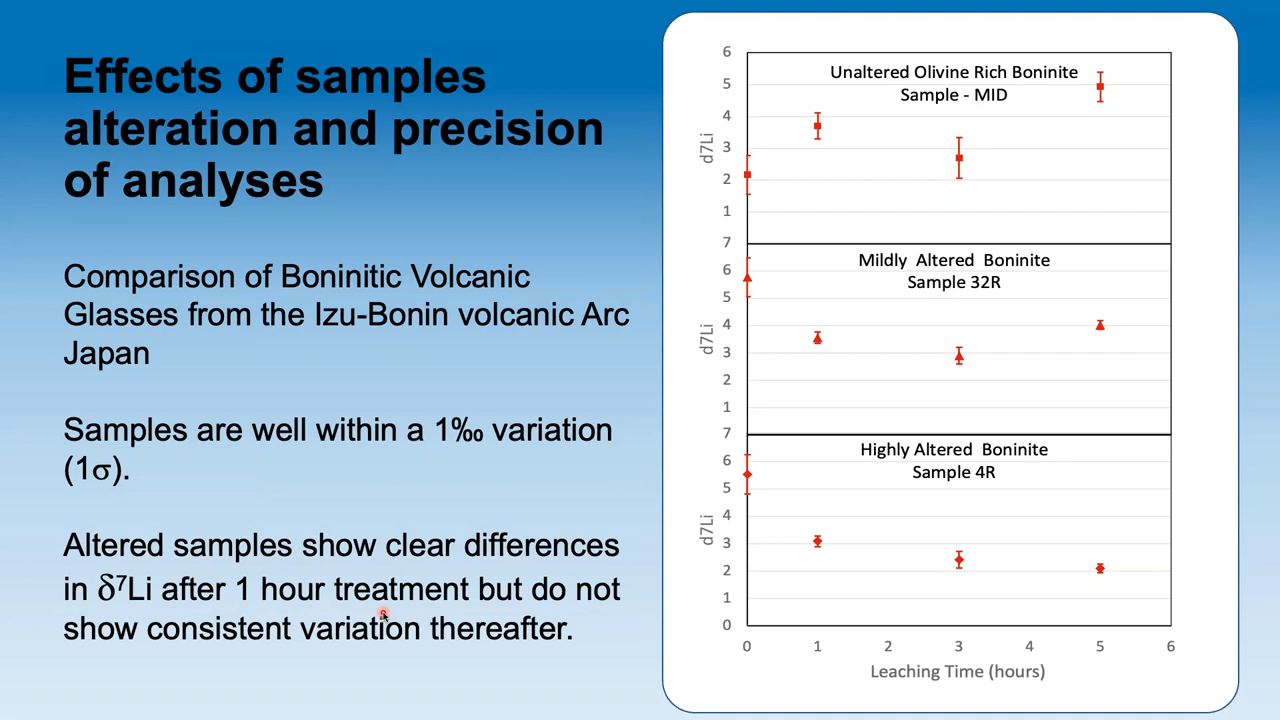 Effects of samples
alteration and precision
of analyses
Comparison of Boninitic Volcanic
Glasses from the Izu-Bonin volcanic Arc
Japan
Samples are well within a 1‰ variation
(1σ).
Altered samples show clear differences
in δ⁷Li after 1 hour treatment but do not
show consistent variation thereafter.
Unaltered Olivine Rich Boninite
Sample - MID
6
5
4
3
2
1
d7Li
Mildly Altered Boninite
Sample 32R
7
6
5
4
3
2
1
d7Li
Highly Altered Boninite
Sample 4R
7
6
5
4
3
2
1
0
d7Li
0 1 2 3 4 5 6
Leaching Time (hours)